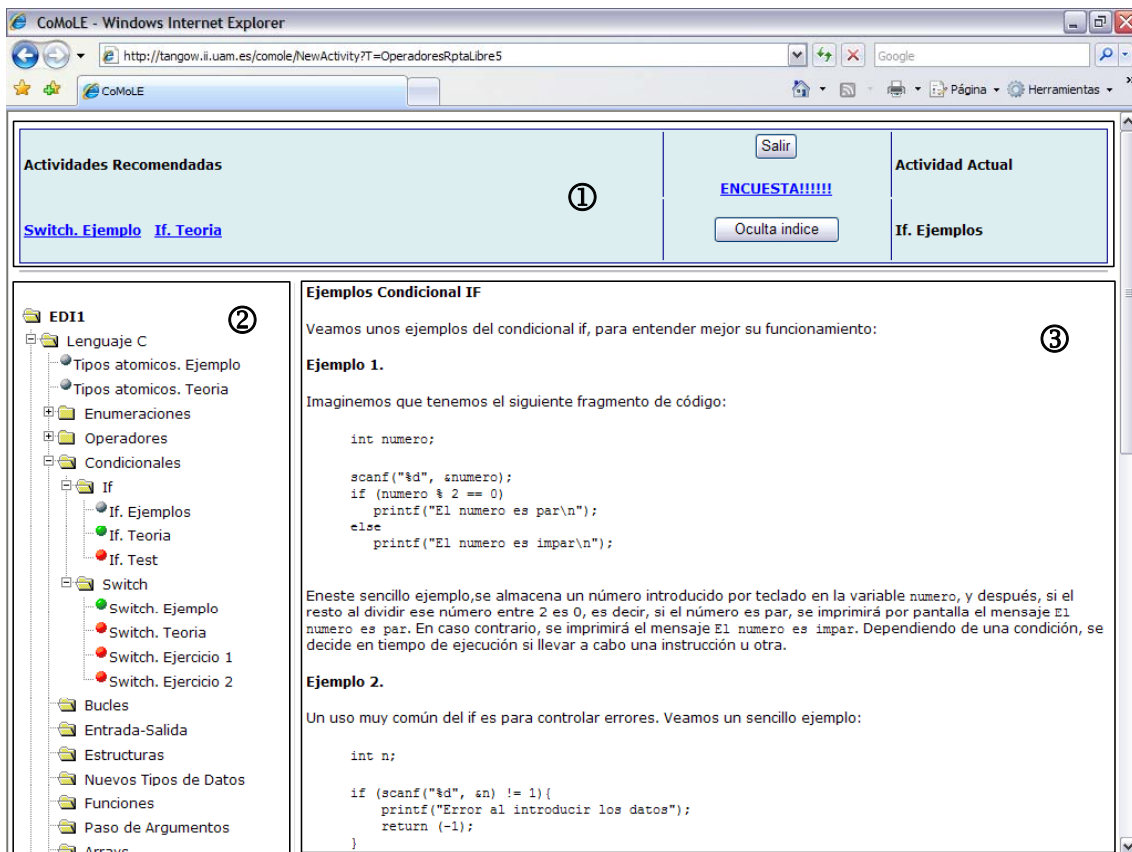 CoMoLE - Windows Internet Explorer
http://tangow.ii.uam.es/comole/NewActivity?T=OperadoresRptaLibre5
Google
CoMoLE
Página
Herramientas
»
Actividades Recomendadas
Salir
Actividad Actual
①
ENCUESTA!!!!!!
Switch. Ejemplo If. Teoria
Oculta indice
If. Ejemplos
②
EDI1
Lenguaje C
Tipos atomicos. Ejemplo
Tipos atomicos. Teoria
Enumeraciones
Operadores
Condicionales
If
If. Ejemplos
If. Teoria
If. Test
Switch
Switch. Ejemplo
Switch. Teoria
Switch. Ejercicio 1
Switch. Ejercicio 2
Bucles
Entrada-Salida
Estructuras
Nuevos Tipos de Datos
Funciones
Paso de Argumentos
Arrays
Ejemplos Condicional IF
Veamos unos ejemplos del condicional if, para entender mejor su funcionamiento:
③
Ejemplo 1.
Imaginemos que tenemos el siguiente fragmento de código:
int numero;
scanf("%d", &numero);
if (numero % 2 == 0)
printf("El numero es par\n");
else
printf("El numero es impar\n");
Eneste sencillo ejemplo,se almacena un número introducido por teclado en la variable numero, y después, si el
resto al dividir ese número entre 2 es 0, es decir, si el número es par, se imprimirá por pantalla el mensaje El
numero es par. En caso contrario, se imprimirá el mensaje El numero es impar. Dependiendo de una condición, se
decide en tiempo de ejecución si llevar a cabo una instrucción u otra.
Ejemplo 2.
Un uso muy común del if es para controlar errores. Veamos un sencillo ejemplo:
int n;
if (scanf("%d", &n) != 1){
printf("Error al introducir los datos");
return (-1);
}